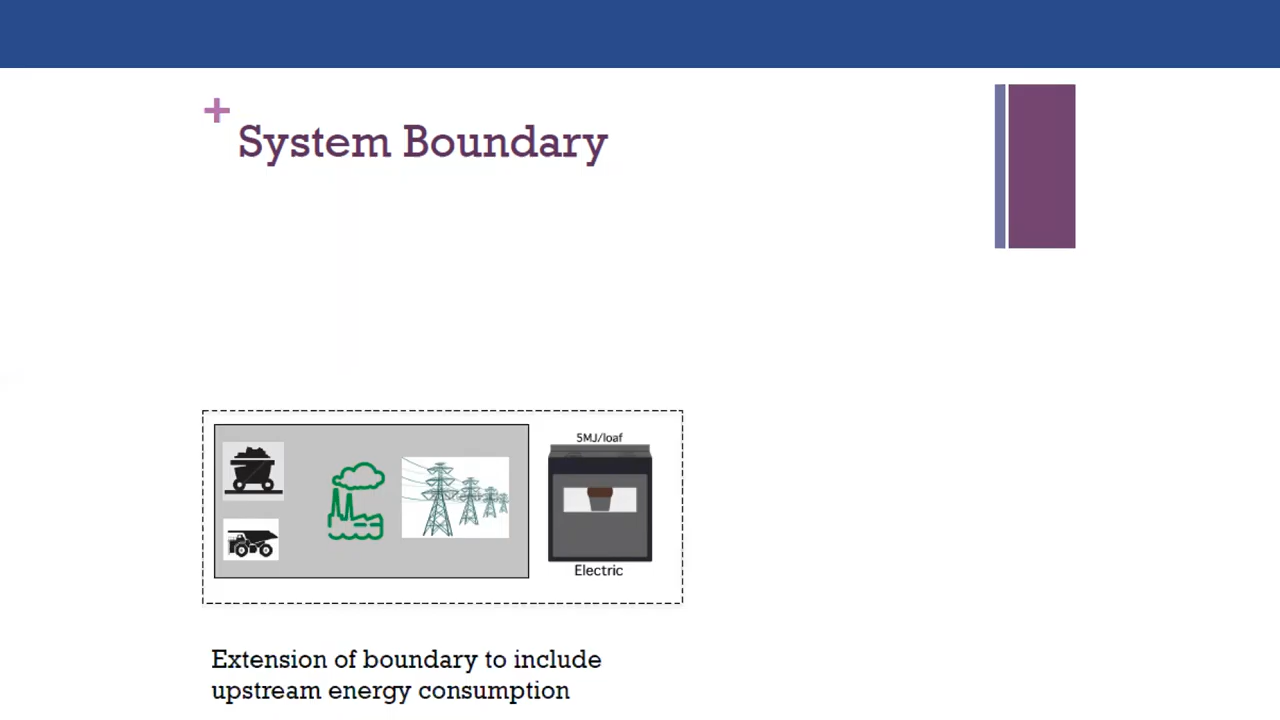 +
System Boundary
5MJ/loaf
Electric
Extension of boundary to include
upstream energy consumption